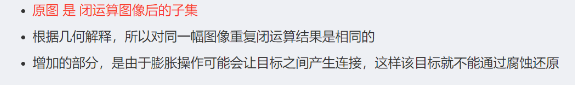 原图 是 闭运算图像后的子集
根据几何解释，所以对同一幅图像重复闭运算结果是相同的
增加的部分，是由于膨胀操作可能会让目标之间产生连接，这样该目标就不能通过腐蚀还原